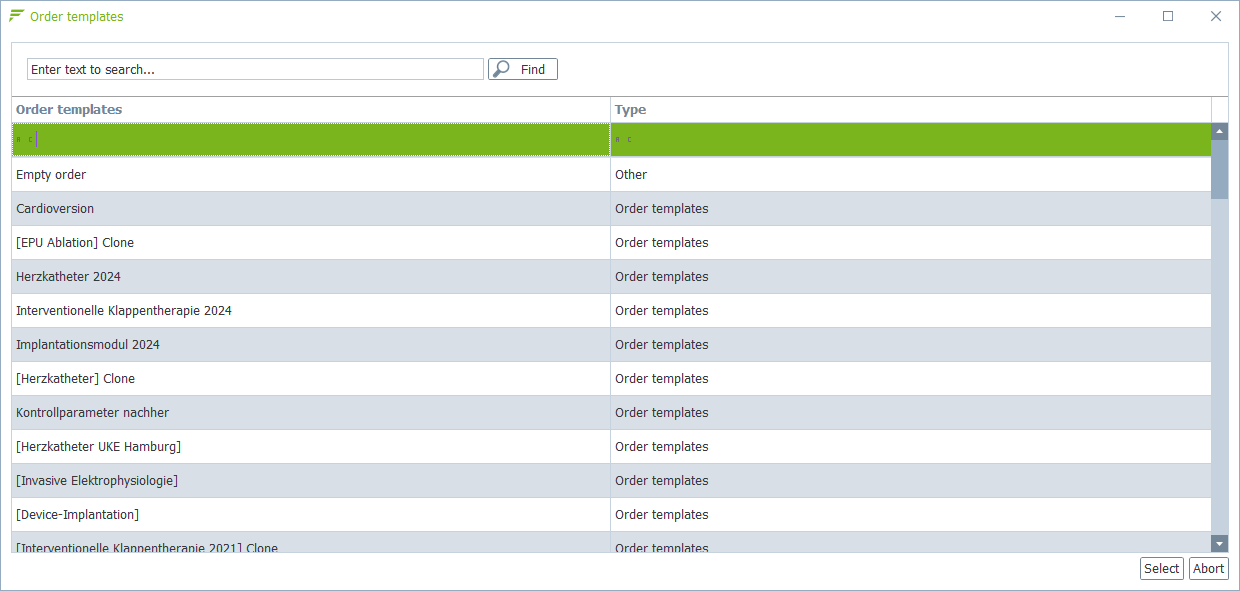 Order templates
Enter text to search... Find
Order templates Type
Empty order Other
Cardioversion Order templates
[EPU Ablation] Clone Order templates
Herzkatheter 2024 Order templates
Interventionelle Klappentherapie 2024 Order templates
Implantationsmodul 2024 Order templates
[Herzkatheter] Clone Order templates
Kontrollparameter nachher Order templates
[Herzkatheter UKE Hamburg] Order templates
[Invasive Elektrophysiologie] Order templates
[Device-Implantation] Order templates
[Interventionelle Klappentherapie 2021] Clone Order templates
Select Abort